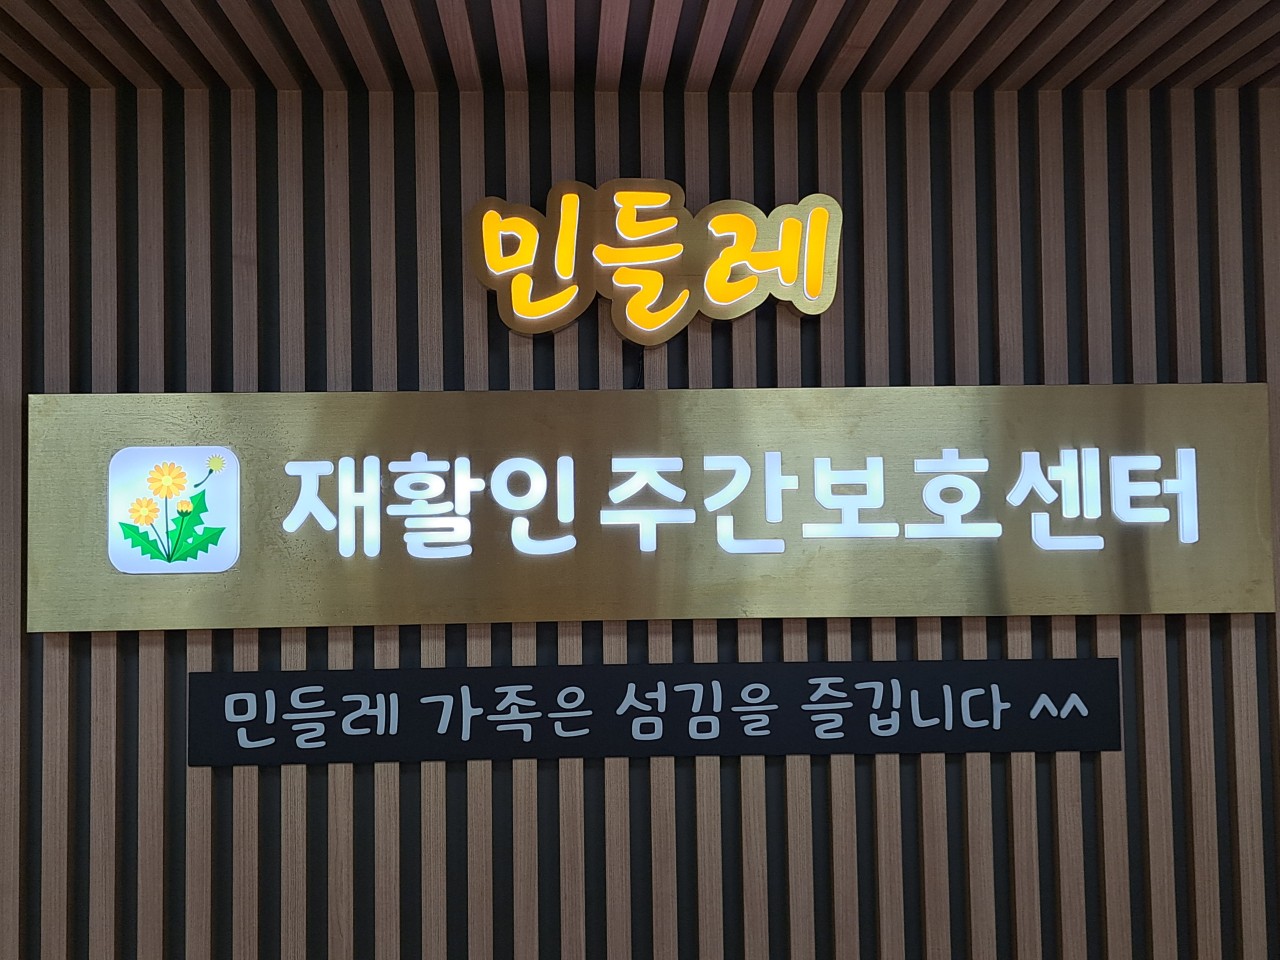 민들레
재활인주간보호센터
민들레 가족은 섬김을 즐깁니다 ^^